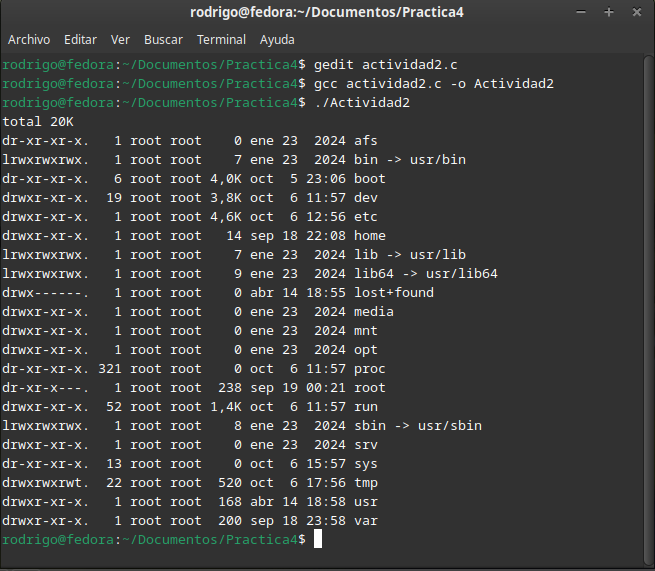 rodrigo@fedora:~/Documentos/Practica4
Archivo Editar Ver Buscar Terminal Ayuda
rodrigo@fedora:~/Documentos/Practica4$ gedit actividad2.c
rodrigo@fedora:~/Documentos/Practica4$ gcc actividad2.c -o Actividad2
rodrigo@fedora:~/Documentos/Practica4$ ./Actividad2
total 20K
dr-xr-xr-x.   1 root root    0 ene 23  2024 afs
lrwxrwxrwx.   1 root root    7 ene 23  2024 bin -> usr/bin
dr-xr-xr-x.   6 root root 4,0K oct  5 23:06 boot
drwxr-xr-x.  19 root root 3,8K oct  6 11:57 dev
drwxr-xr-x.   1 root root 4,6K oct  6 12:56 etc
drwxr-xr-x.   1 root root   14 sep 18 22:08 home
lrwxrwxrwx.   1 root root    7 ene 23  2024 lib -> usr/lib
lrwxrwxrwx.   1 root root    9 ene 23  2024 lib64 -> usr/lib64
drwx------.   1 root root    0 abr 14 18:55 lost+found
drwxr-xr-x.   1 root root    0 ene 23  2024 media
drwxr-xr-x.   1 root root    0 ene 23  2024 mnt
drwxr-xr-x.   1 root root    0 ene 23  2024 opt
dr-xr-xr-x. 321 root root    0 oct  6 11:57 proc
dr-xr-x---.   1 root root  238 sep 19 00:21 root
drwxr-xr-x.  52 root root 1,4K oct  6 11:57 run
lrwxrwxrwx.   1 root root    8 ene 23  2024 sbin -> usr/sbin
drwxr-xr-x.   1 root root    0 ene 23  2024 srv
dr-xr-xr-x.  13 root root    0 oct  6 15:57 sys
drwxrwxrwt.  22 root root  520 oct  6 17:56 tmp
drwxr-xr-x.   1 root root  168 abr 14 18:58 usr
drwxr-xr-x.   1 root root  200 sep 18 23:58 var
rodrigo@fedora:~/Documentos/Practica4$